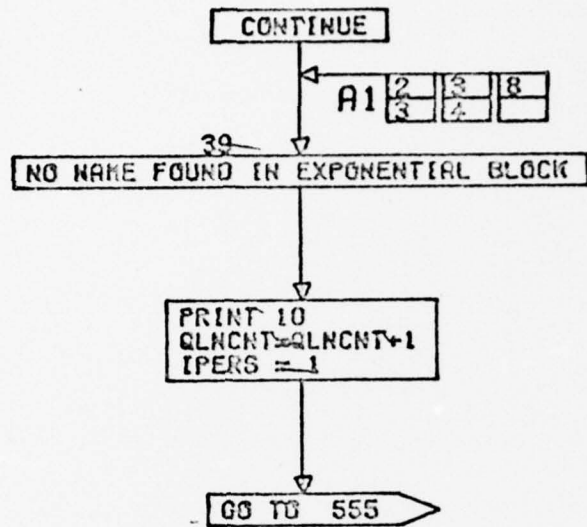 CONTINUE
A1 2 3 8
3 4
39
NO NAME FOUND IN EXPONENTIAL BLOCK
PRINT 10
QLNCNT=QLNCNT+1
IPERS = 1
GO TO 555